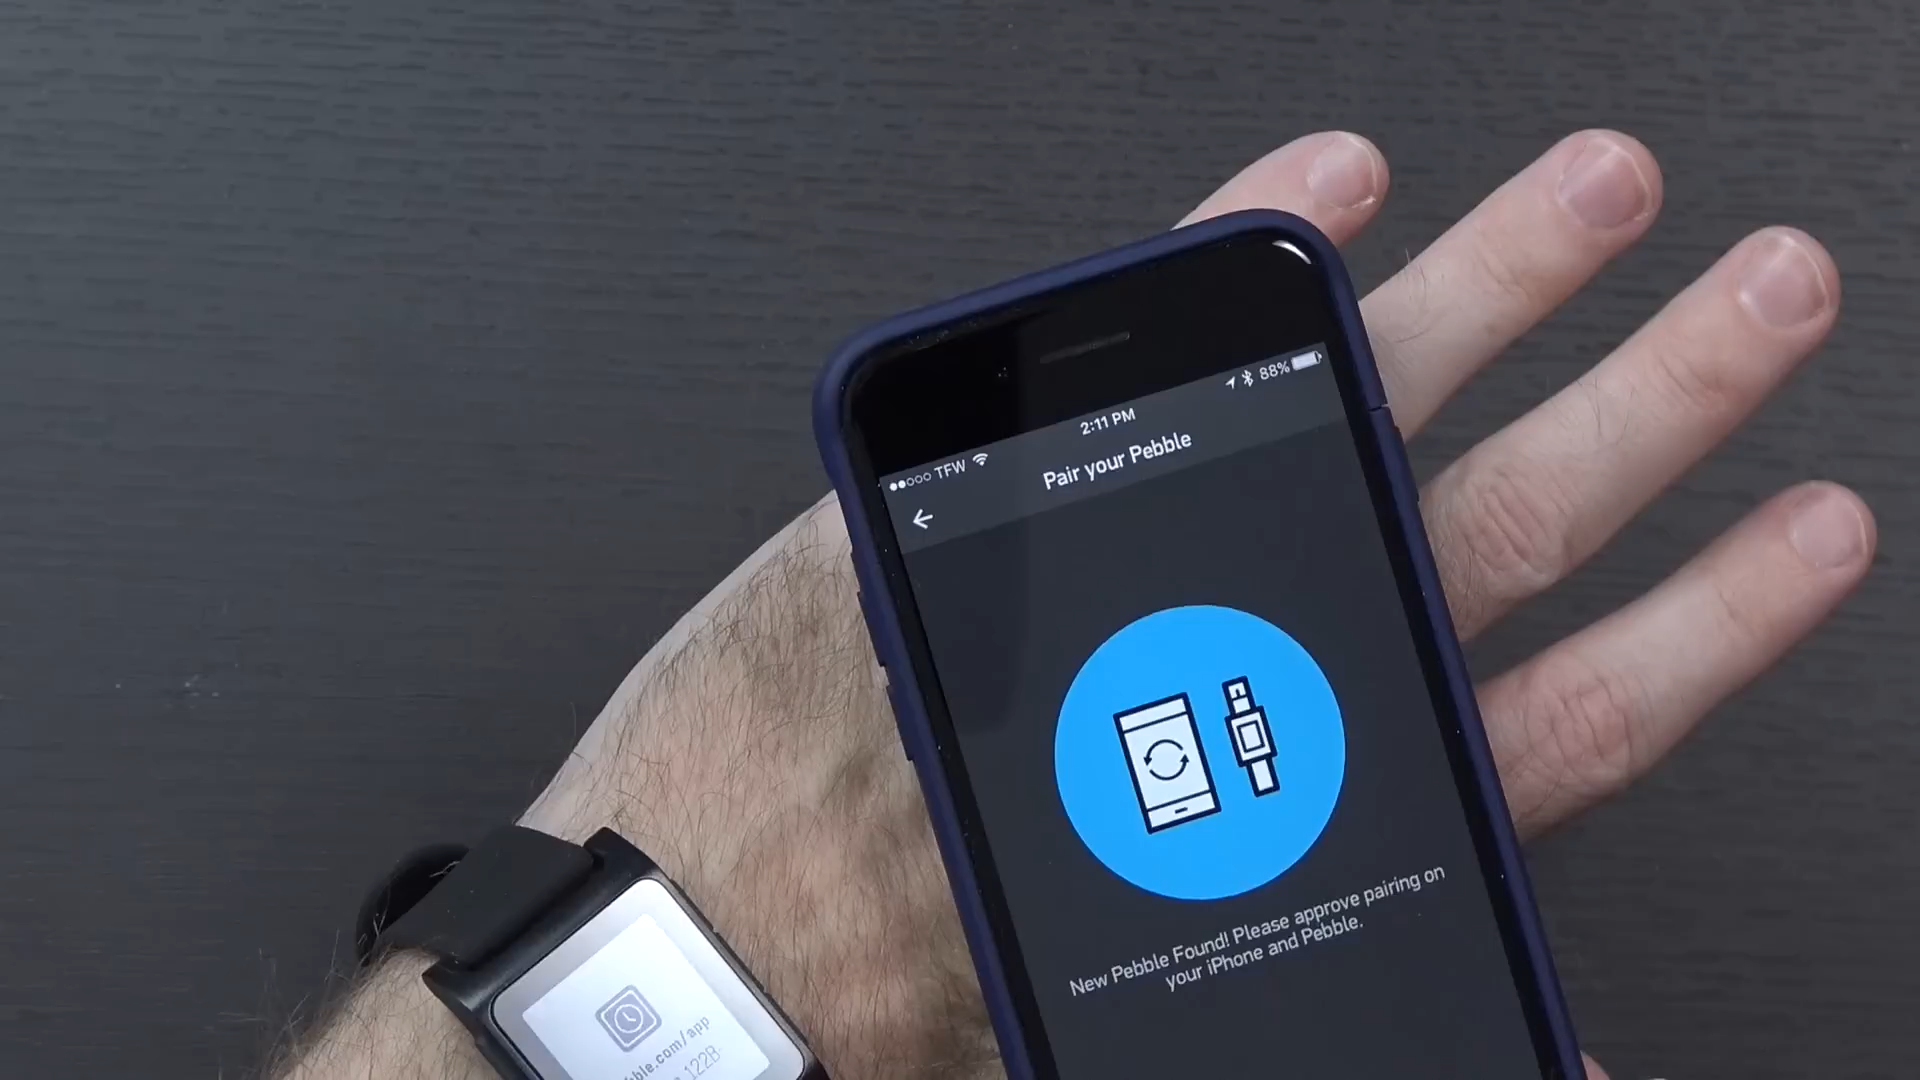 ●●○○○ TFW 2:11 PM 88%
Pair your Pebble
New Pebble Found! Please approve pairing on
your iPhone and Pebble.
ble.com/app
122B